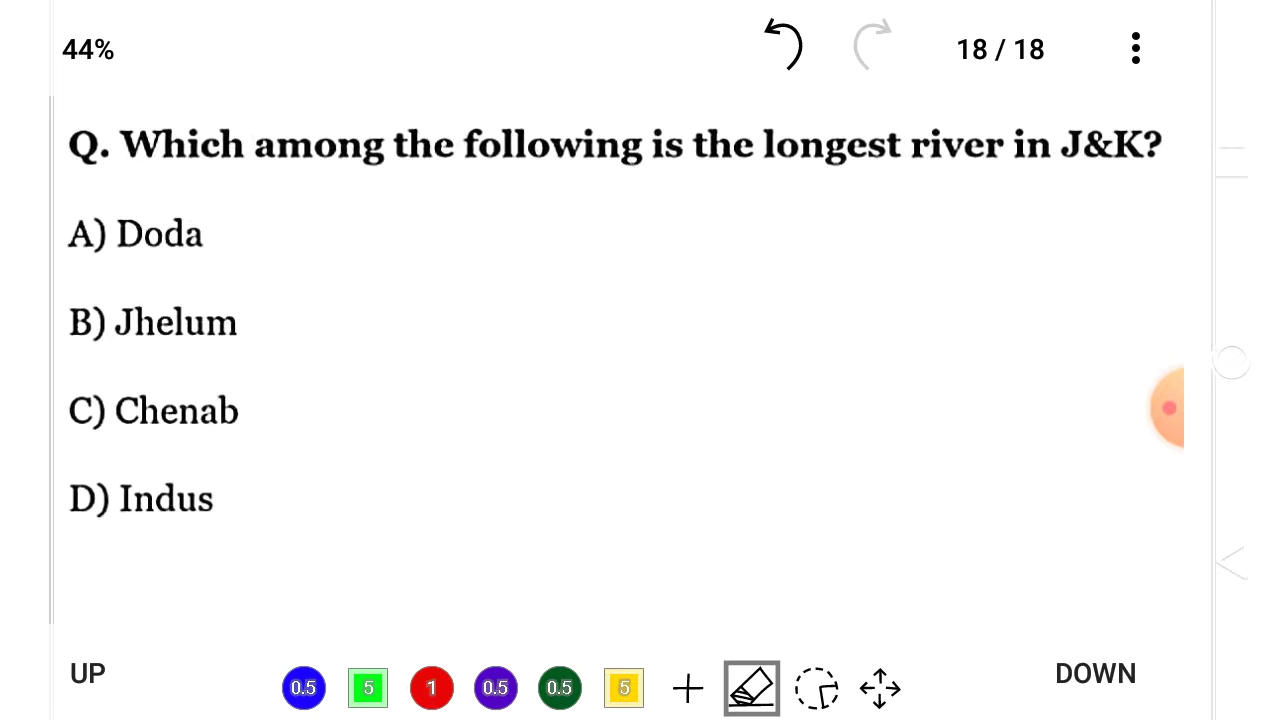 44%
18 / 18
Q. Which among the following is the longest river in J&K?
A) Doda
B) Jhelum
C) Chenab
D) Indus
UP
0.5 5 1 0.5 0.5 5
DOWN